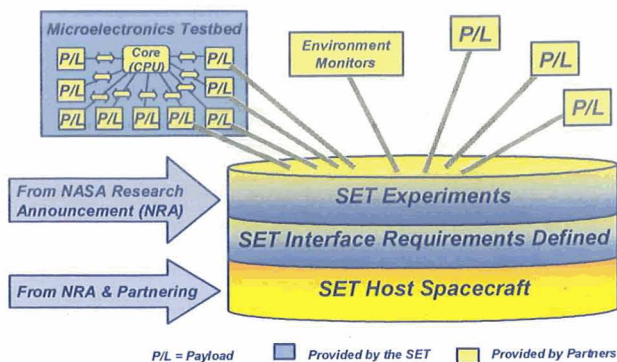 Microelectronics Testbed
P/L
Core
(CPU)
P/L
P/L
P/L
P/L
P/L
P/L
P/L
P/L
Environment
Monitors
P/L
P/L
P/L
From NASA Research
Announcement (NRA)
SET Experiments
SET Interface Requirements Defined
From NRA & Partnering
SET Host Spacecraft
P/L = Payload
Provided by the SET
Provided by Partners